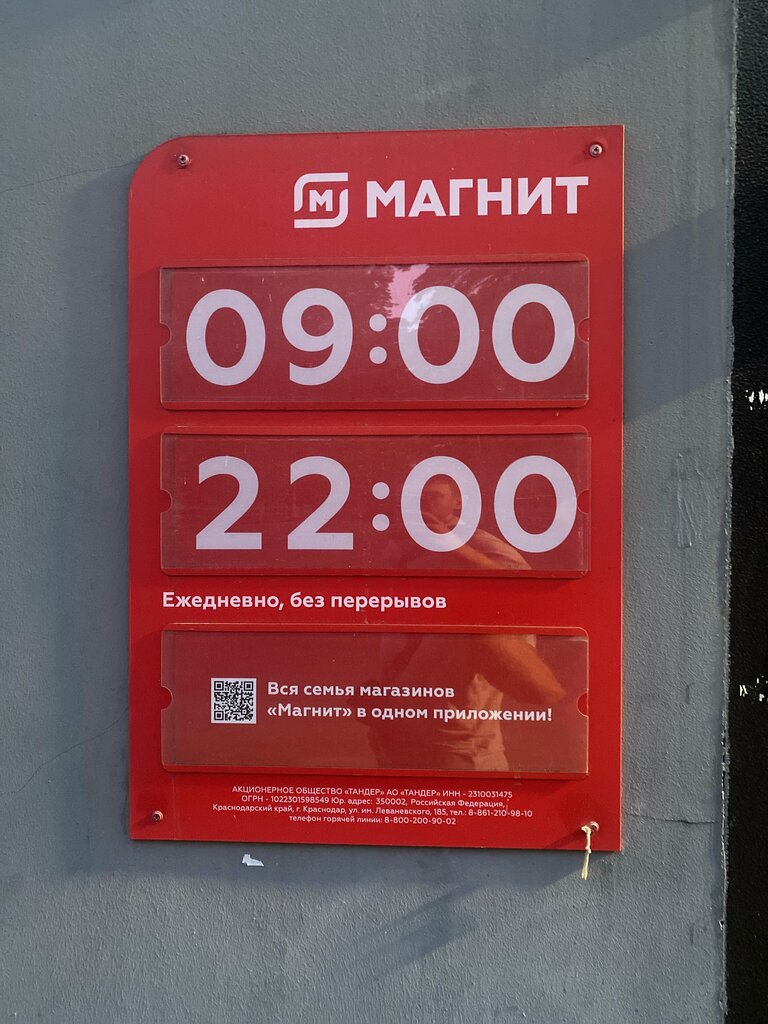 М МАГНИТ
09:00
22:00
Ежедневно, без перерывов
Вся семья магазинов
«Магнит» в одном приложении!
АКЦИОНЕРНОЕ ОБЩЕСТВО «ТАНДЕР» АО «ТАНДЕР» ИНН - 2310031475
ОГРН - 1022301598549 Юр. адрес: 350002, Российская Федерация,
Краснодарский край, г. Краснодар, ул. им. Леваневского, 185, тел.: 8-861-210-98-10
телефон горячей линии: 8-800-200-90-02